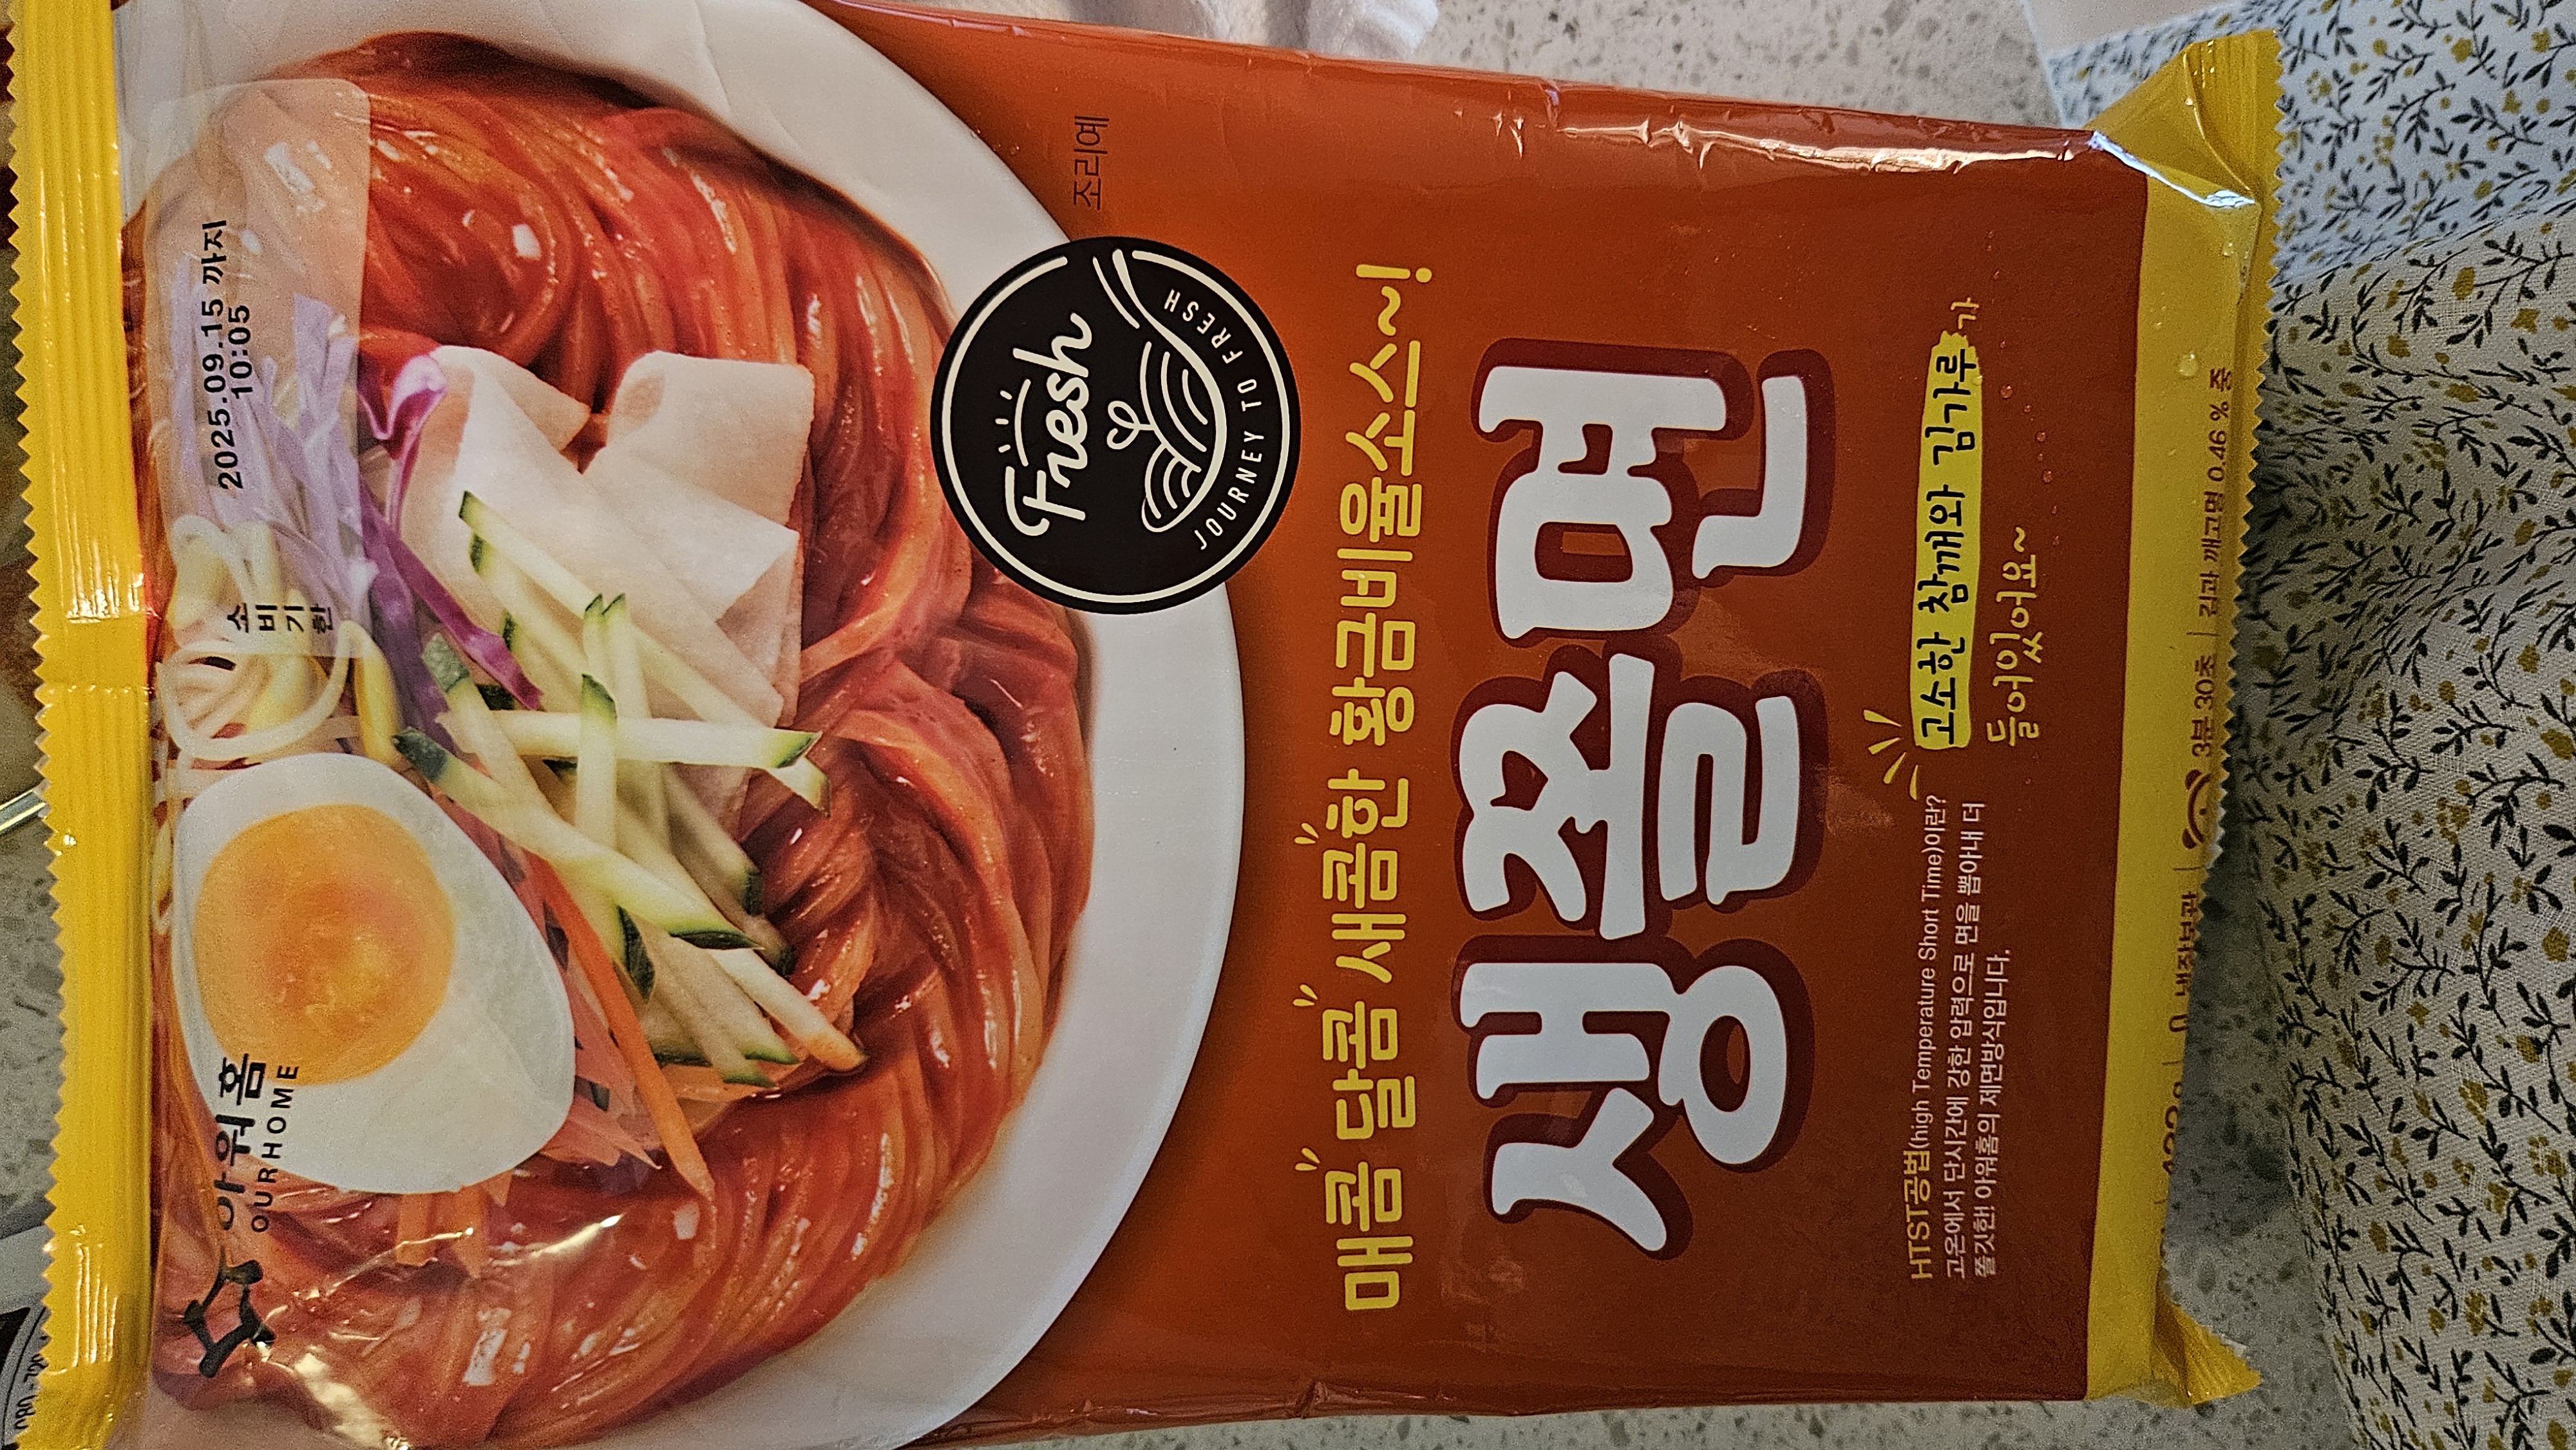 아워홈
OURHOME
소비기한
2025.09.15 까지
10:05
조리예
Fresh
JOURNEY TO FRESH
매콤 달콤 새콤한 황금비율소스~!
생쫄면
고소한 참깨와 김가루가
들어있어요~
HTST공법(high Temperature Short Time)이란?
고온에서 단시간에 강한 압력으로 면을 뽑아내 더
쫄깃한! 아워홈의 제면방식입니다.
냉장보관
3분 30초
김과 깨고명 0.46 % 중